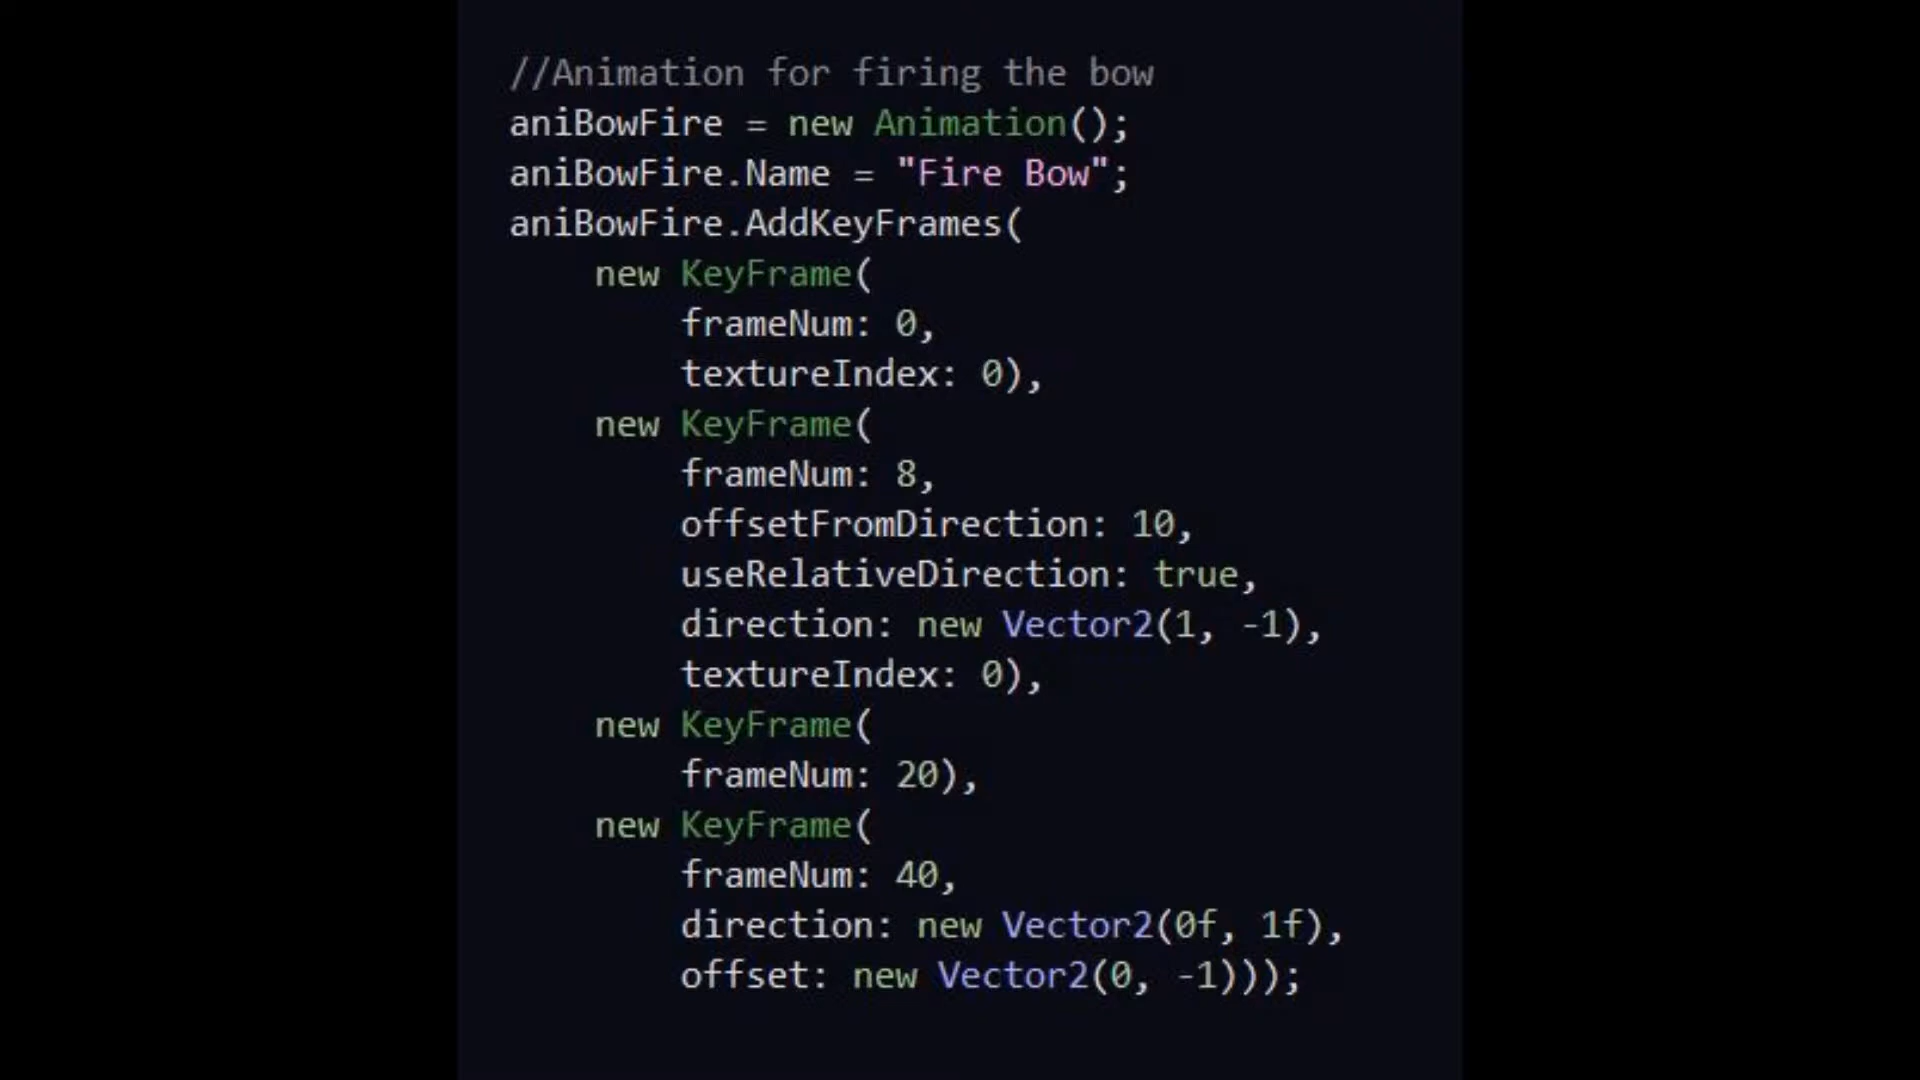 //Animation for firing the bow
aniBowFire = new Animation();
aniBowFire.Name = "Fire Bow";
aniBowFire.AddKeyFrames(
    new KeyFrame(
        frameNum: 0,
        textureIndex: 0),
    new KeyFrame(
        frameNum: 8,
        offsetFromDirection: 10,
        useRelativeDirection: true,
        direction: new Vector2(1, -1),
        textureIndex: 0),
    new KeyFrame(
        frameNum: 20),
    new KeyFrame(
        frameNum: 40,
        direction: new Vector2(0f, 1f),
        offset: new Vector2(0, -1)));